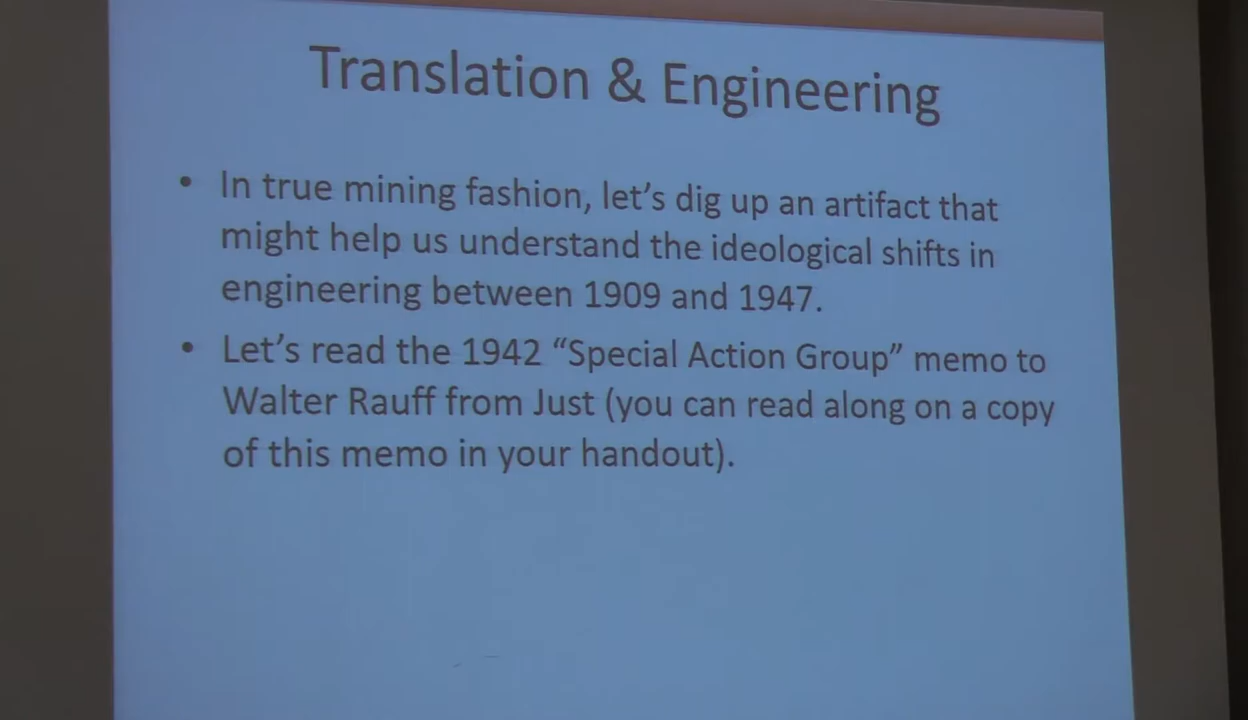 Translation & Engineering
• In true mining fashion, let's dig up an artifact that
might help us understand the ideological shifts in
engineering between 1909 and 1947.
• Let's read the 1942 “Special Action Group” memo to
Walter Rauff from Just (you can read along on a copy
of this memo in your handout).